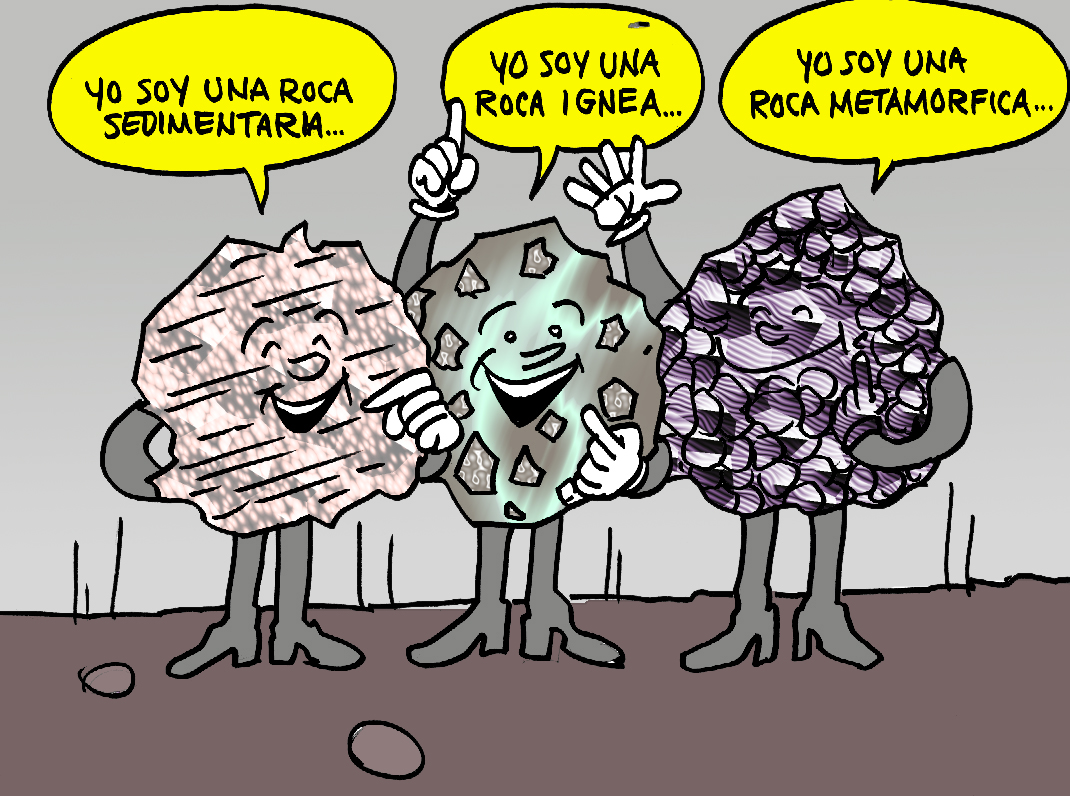 YO SOY UNA ROCA
SEDIMENTARIA...
YO SOY UNA
ROCA IGNEA...
YO SOY UNA
ROCA METAMORFICA...